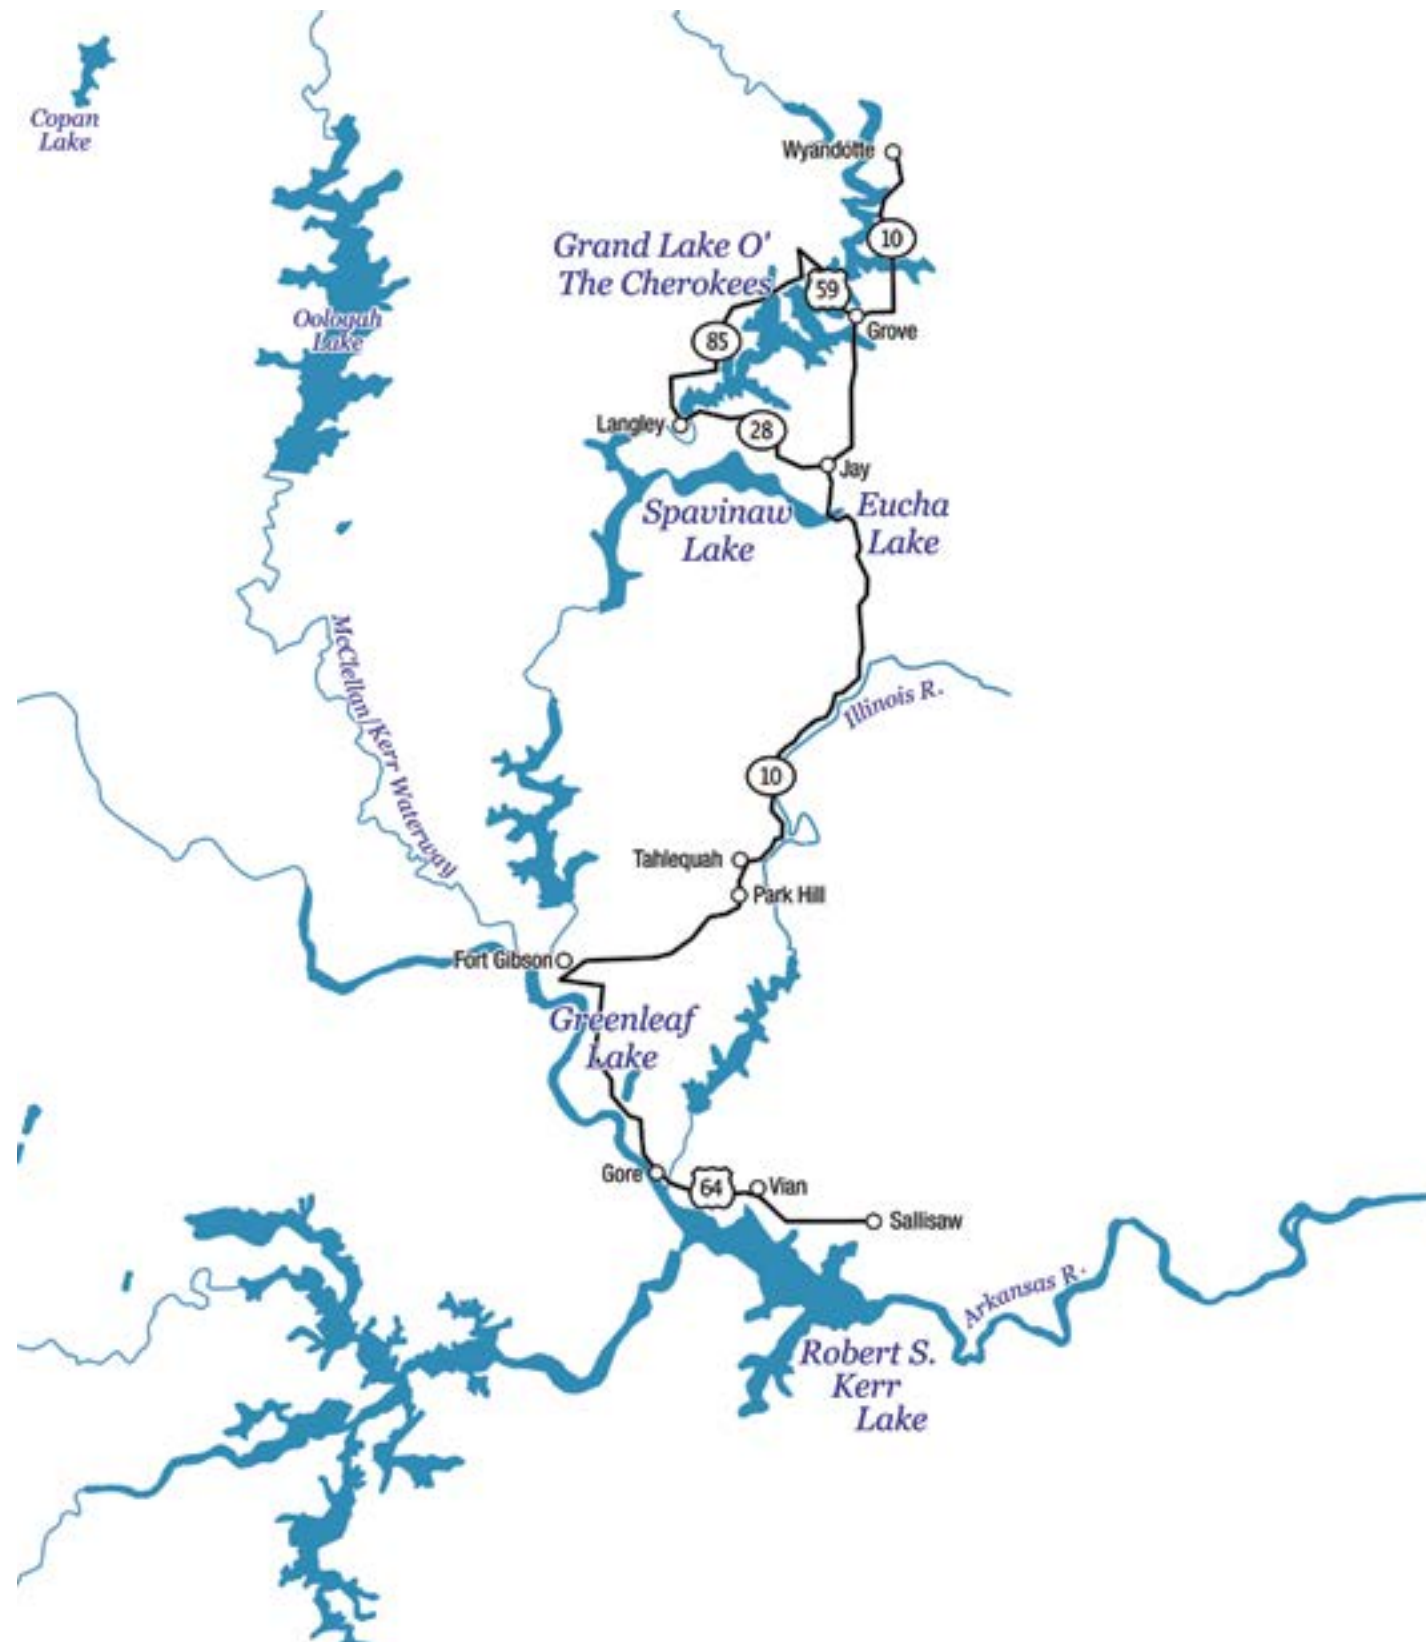 Copan
Lake
Wyandotte
10
Grand Lake O'
The Cherokees
59
Oologah
Lake
Grove
85
Langley
28
Jay
Spavinaw
Lake
Eucha
Lake
McClellan/Kerr Waterway
Illinois R.
10
Tahlequah
Park Hill
Fort Gibson
Greenleaf
Lake
Gore
64
Vian
Sallisaw
Arkansas R.
Robert S.
Kerr
Lake